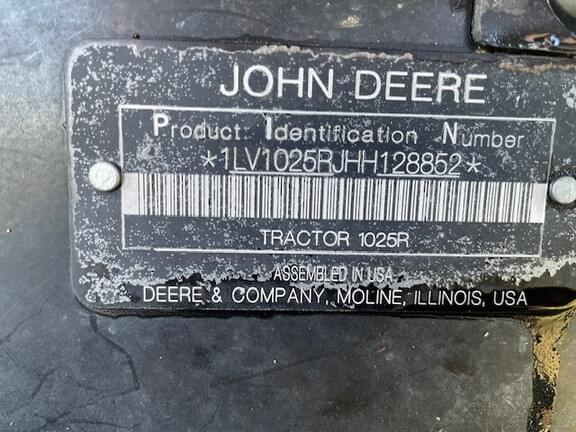 JOHN DEERE
Product Identification Number
*1LV1025RJHH128852*
TRACTOR 1025R
ASSEMBLED IN USA
DEERE & COMPANY, MOLINE, ILLINOIS, USA